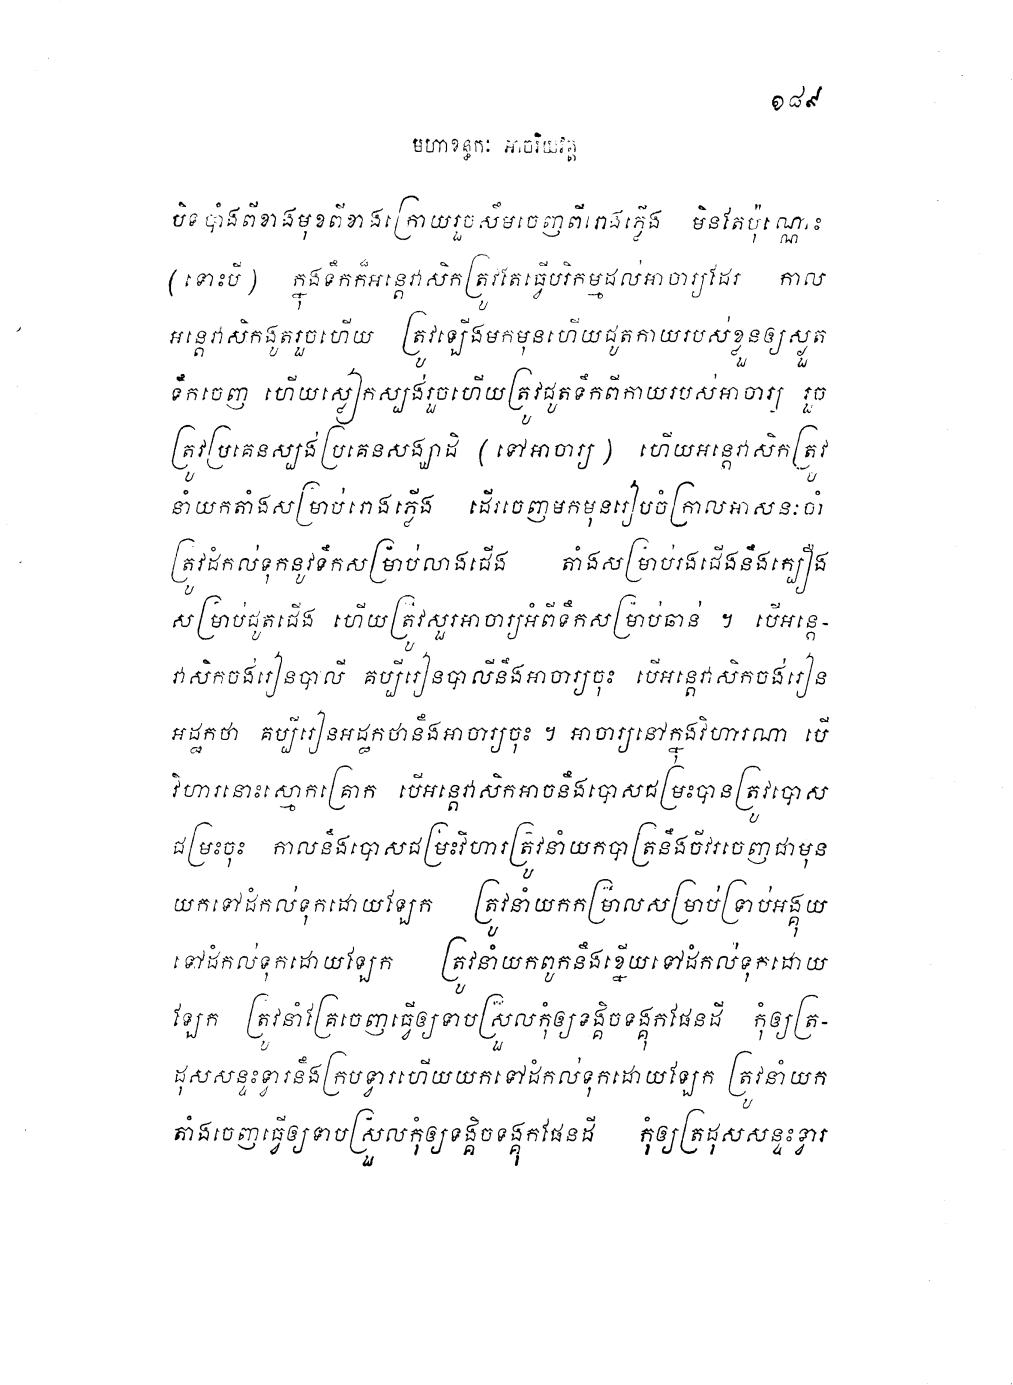 ១៨៩
មហាខន្ធកៈ អាចរិយវត្ត
បិទបាំងពីខាងមុខពីខាងក្រោយរួចសឹមចេញពីរោងភ្លើង មិនតែប៉ុណ្ណោះ
(ទោះបី) ក្នុងទឹកក៏អន្តេវាសិកត្រូវតែធ្វើបរិកម្មដល់អាចារ្យដែរ កាល
អន្តេវាសិកងូតរួចហើយ ត្រូវឡើងមកមុនហើយជូតកាយរបស់ខ្លួនឲ្យស្ងួត
ទឹកចេញ ហើយស្លៀកស្បង់រួចហើយត្រូវជូតទឹកពីកាយរបស់អាចារ្យ រួច
ត្រូវប្រគេនស្បង់ប្រគេនសង្ឃាដិ (ទៅអាចារ្យ) ហើយអន្តេវាសិកត្រូវ
នាំយកតាំងសម្រាប់រោងភ្លើង ដើរចេញមកមុនរៀបចំក្រាលអាសនៈចាំ
ត្រូវដំកល់ទុកនូវទឹកសម្រាប់លាងជើង តាំងសម្រាប់រងជើងនឹងក្បឿង
សម្រាប់ជូតជើង ហើយត្រូវសួរអាចារ្យអំពីទឹកសម្រាប់ឆាន់ ។ បើអន្តេ-
វាសិកចង់រៀនបាលី គប្បីរៀនបាលីនឹងអាចារ្យចុះ បើអន្តេវាសិកចង់រៀន
អដ្ឋកថា គប្បីរៀនអដ្ឋកថានឹងអាចារ្យចុះ ។ អាចារ្យនៅក្នុងវិហារណា បើ
វិហារនោះស្មោកគ្រោក បើអន្តេវាសិកអាចនឹងបោសជម្រះបានត្រូវបោស
ជម្រះចុះ កាលនឹងបោសជម្រះវិហារត្រូវនាំយកបាត្រនឹងចីវរចេញជាមុន
យកទៅដំកល់ទុកដោយឡែក ត្រូវនាំយកកម្រាលសម្រាប់ទ្រាប់អង្គុយ
ទៅដំកល់ទុកដោយឡែក ត្រូវនាំយកពូកនឹងខ្នើយទៅដំកល់ទុកដោយ
ឡែក ត្រូវនាំគ្រែចេញធ្វើឲ្យទាបស្រួលកុំឲ្យទង្គិចទង្គុកផែនដី កុំឲ្យត្រ-
ដុសសន្ទះទ្វារនឹងក្របទ្វារហើយយកទៅដំកល់ទុកដោយឡែក ត្រូវនាំយក
តាំងចេញធ្វើឲ្យទាបស្រួលកុំឲ្យទង្គិចទង្គុកផែនដី កុំឲ្យត្រដុសសន្ទះទ្វារ